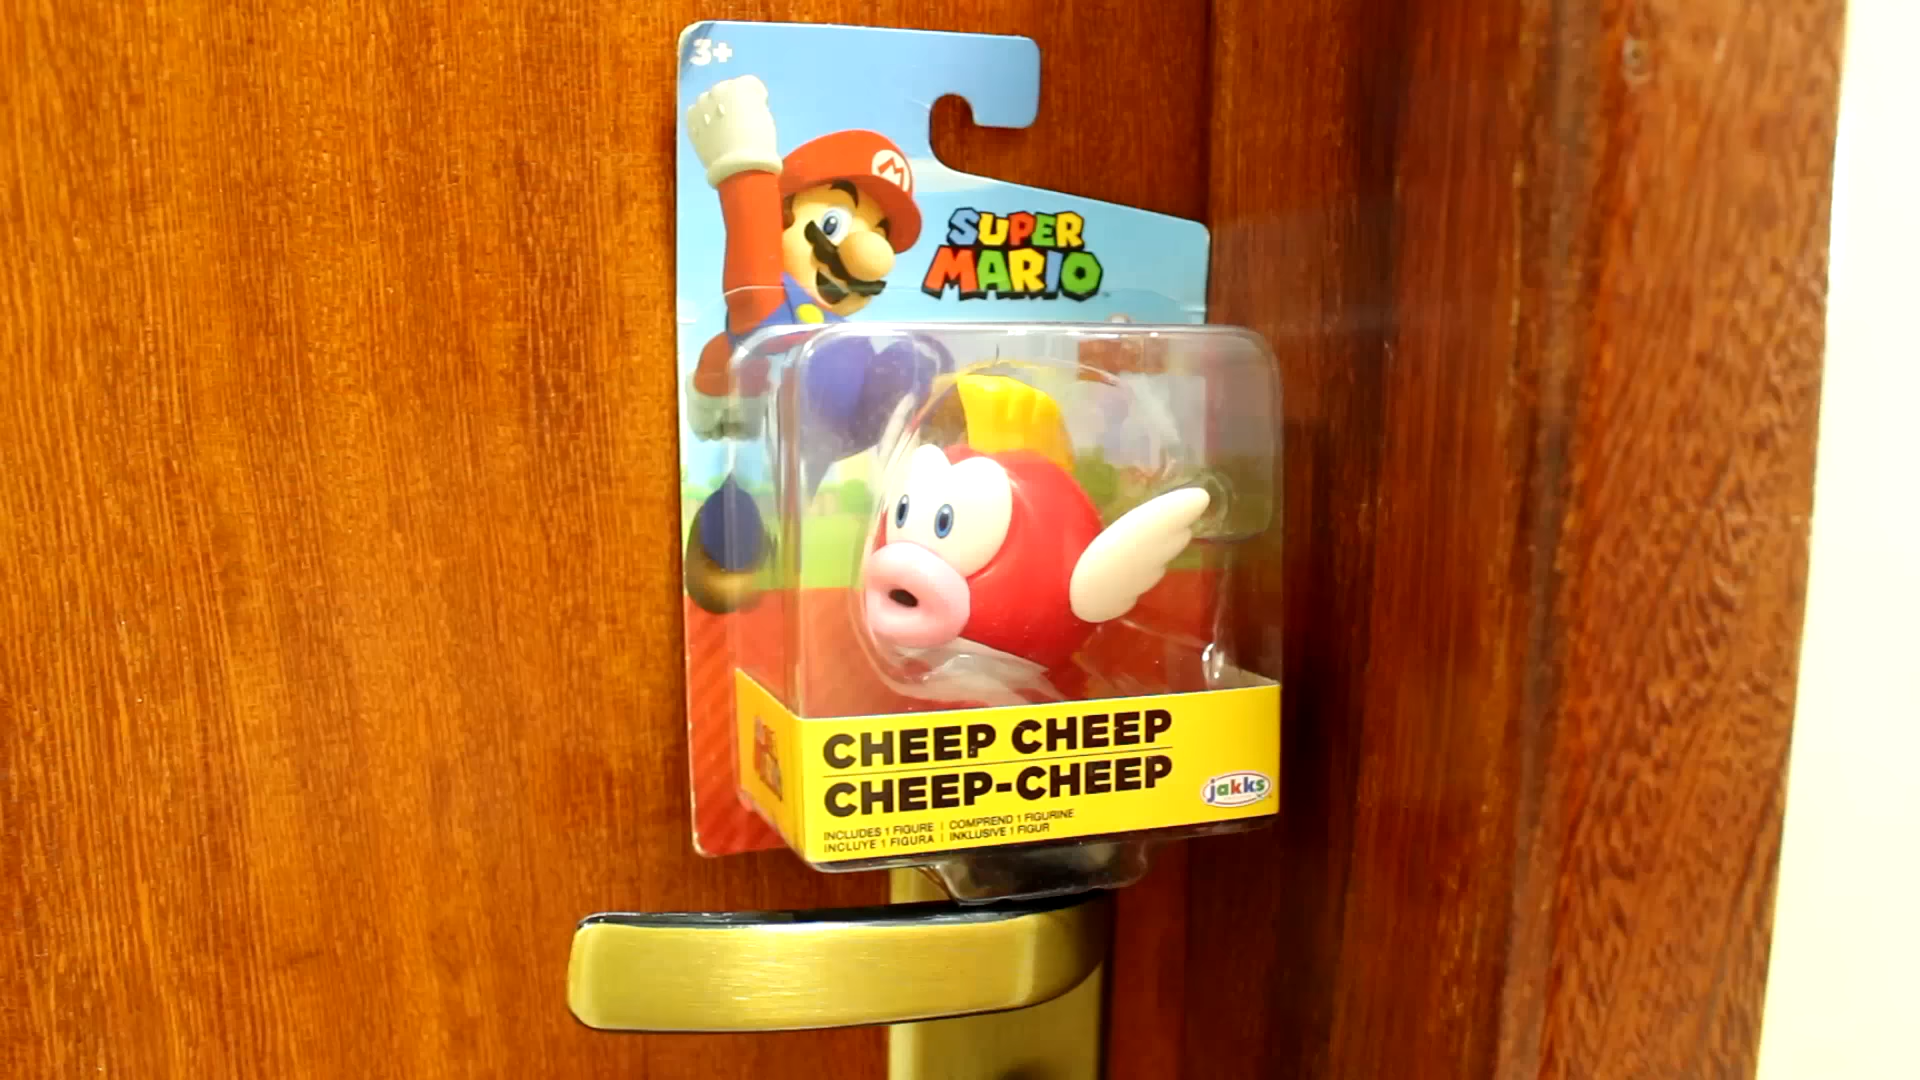 3+
M
SUPER
MARIO
CHEEP CHEEP
CHEEP-CHEEP
jakks
INCLUDES 1 FIGURE | COMPREND 1 FIGURINE
INCLUYE 1 FIGURA | INKLUSIVE 1 FIGUR